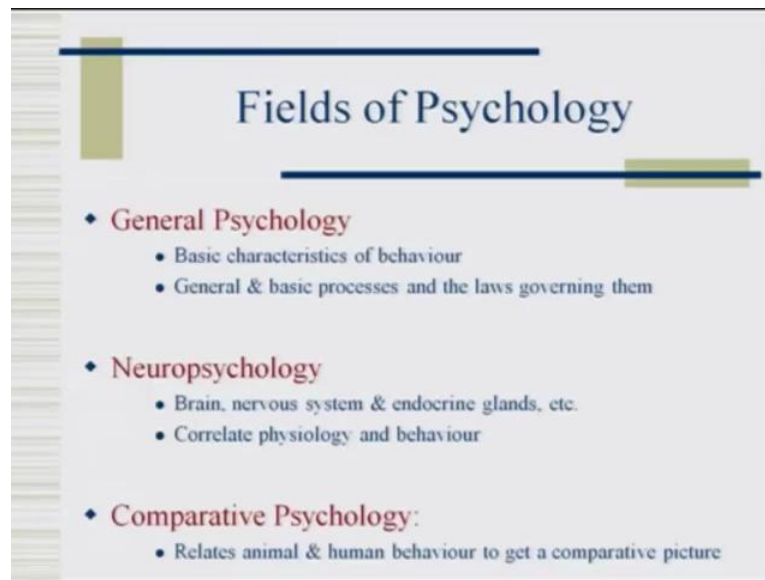 Fields of Psychology
General Psychology
Basic characteristics of behaviour
General & basic processes and the laws governing them
Neuropsychology
Brain, nervous system & endocrine glands, etc.
Correlate physiology and behaviour
Comparative Psychology:
Relates animal & human behaviour to get a comparative picture